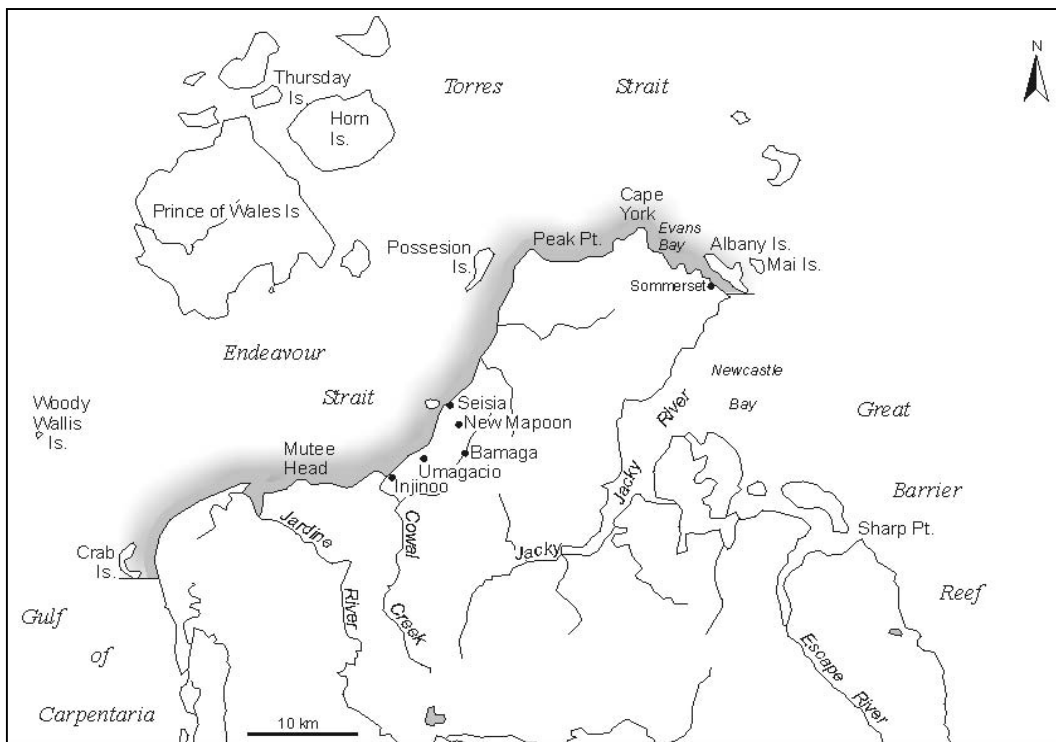 N
Torres Strait
Thursday
Is.
Horn
Is.
Prince of Wales Is
Cape
York
Possesion
Is.
Peak Pt.
Evans
Bay
Albany Is.
Mai Is.
Sommerset
Endeavour
Strait
Newcastle
Bay
Great
Barrier
Reef
Woody
Wallis
Is.
Seisia
New Mapoon
Bamaga
Umagacio
Injinoo
Mutee
Head
Jacky
River
Jacky
Sharp Pt.
Crab
Is.
Jardine
River
Cowal
Creek
Escape
River
Gulf
of
Carpentaria
10 km